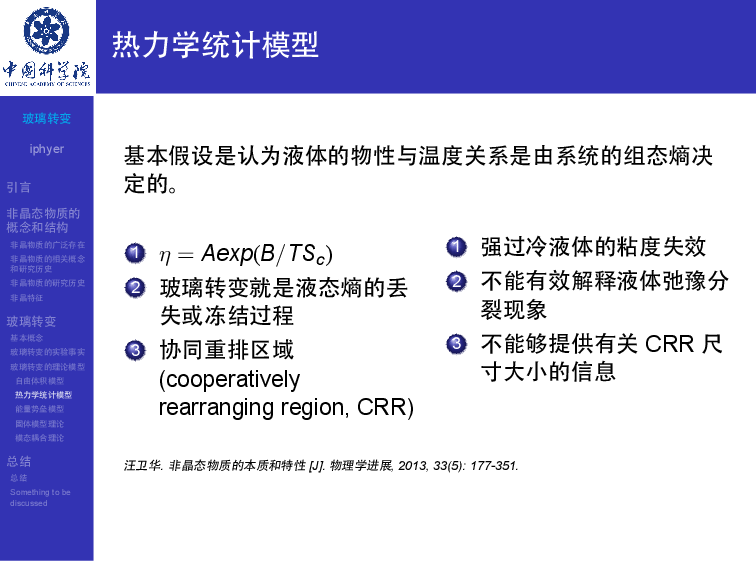 中国科学院
CHINESE ACADEMY OF SCIENCES
玻璃转变
iphyer
引言
非晶态物质的
概念和结构
非晶物质的广泛存在
非晶物质的相关概念
和研究历史
非晶物质的研究历史
非晶特征
玻璃转变
基本概念
玻璃转变的实验事实
玻璃转变的理论模型
自由体积模型
热力学统计模型
能量势垒模型
固体模型理论
模态耦合理论
总结
总结
Something to be
discussed
热力学统计模型
基本假设是认为液体的物性与温度关系是由系统的组态熵决
定的。
1 η = Aexp(B/TSc)
2 玻璃转变就是液态熵的丢
失或冻结过程
3 协同重排区域
(cooperatively
rearranging region, CRR)
1 强过冷液体的粘度失效
2 不能有效解释液体弛豫分
裂现象
3 不能够提供有关 CRR 尺
寸大小的信息
汪卫华. 非晶态物质的本质和特性 [J]. 物理学进展, 2013, 33(5): 177-351.